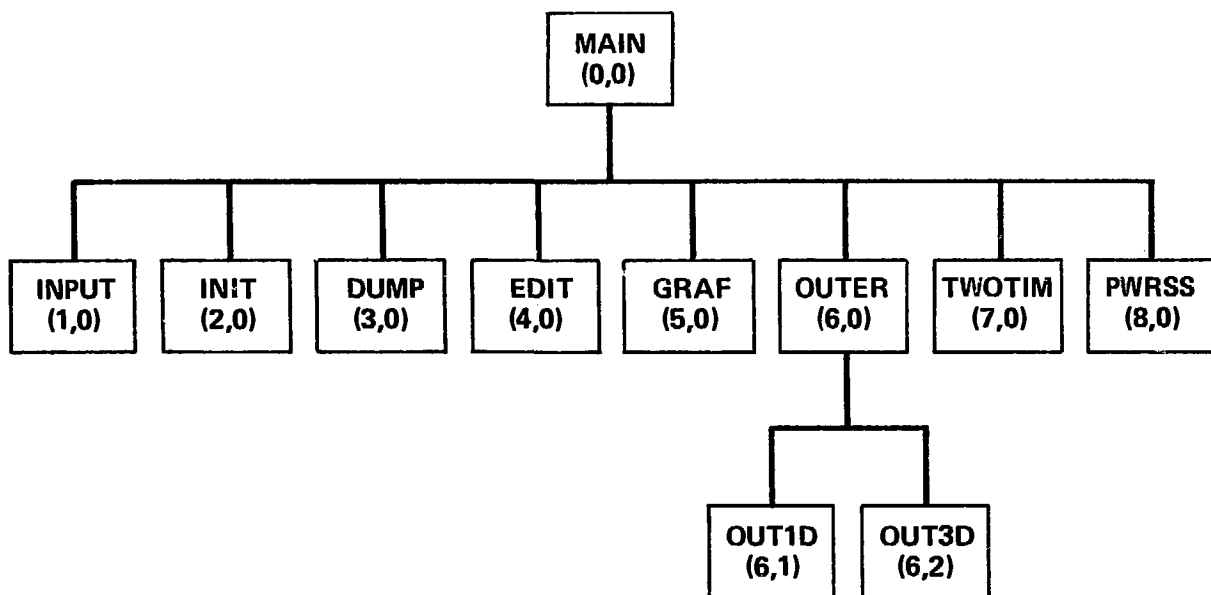 MAIN
(0,0)
INPUT
(1,0)
INIT
(2,0)
DUMP
(3,0)
EDIT
(4,0)
GRAF
(5,0)
OUTER
(6,0)
TWOTIM
(7,0)
PWRSS
(8,0)
OUT1D
(6,1)
OUT3D
(6,2)